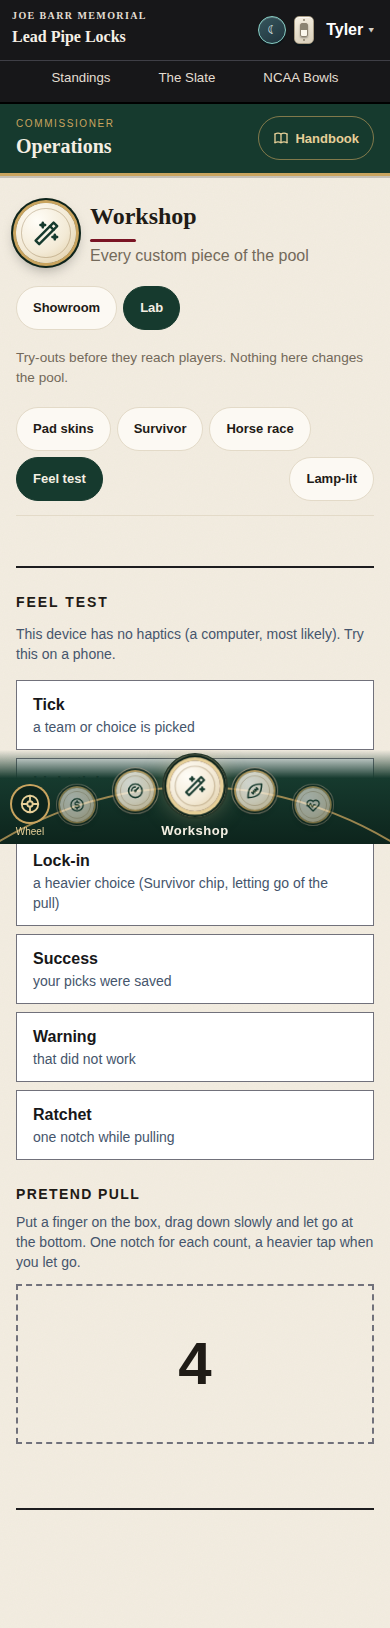 JOE BARR MEMORIAL
Lead Pipe Locks
Tyler
Standings
The Slate
NCAA Bowls
COMMISSIONER
Operations
Handbook
Workshop
Every custom piece of the pool
Showroom
Lab
Try-outs before they reach players. Nothing here changes
the pool.
Pad skins
Survivor
Horse race
Feel test
Lamp-lit
FEEL TEST
This device has no haptics (a computer, most likely). Try
this on a phone.
Tick
a team or choice is picked
Wheel
Workshop
Lock-in
a heavier choice (Survivor chip, letting go of the
pull)
Success
your picks were saved
Warning
that did not work
Ratchet
one notch while pulling
PRETEND PULL
Put a finger on the box, drag down slowly and let go at
the bottom. One notch for each count, a heavier tap when
you let go.
4